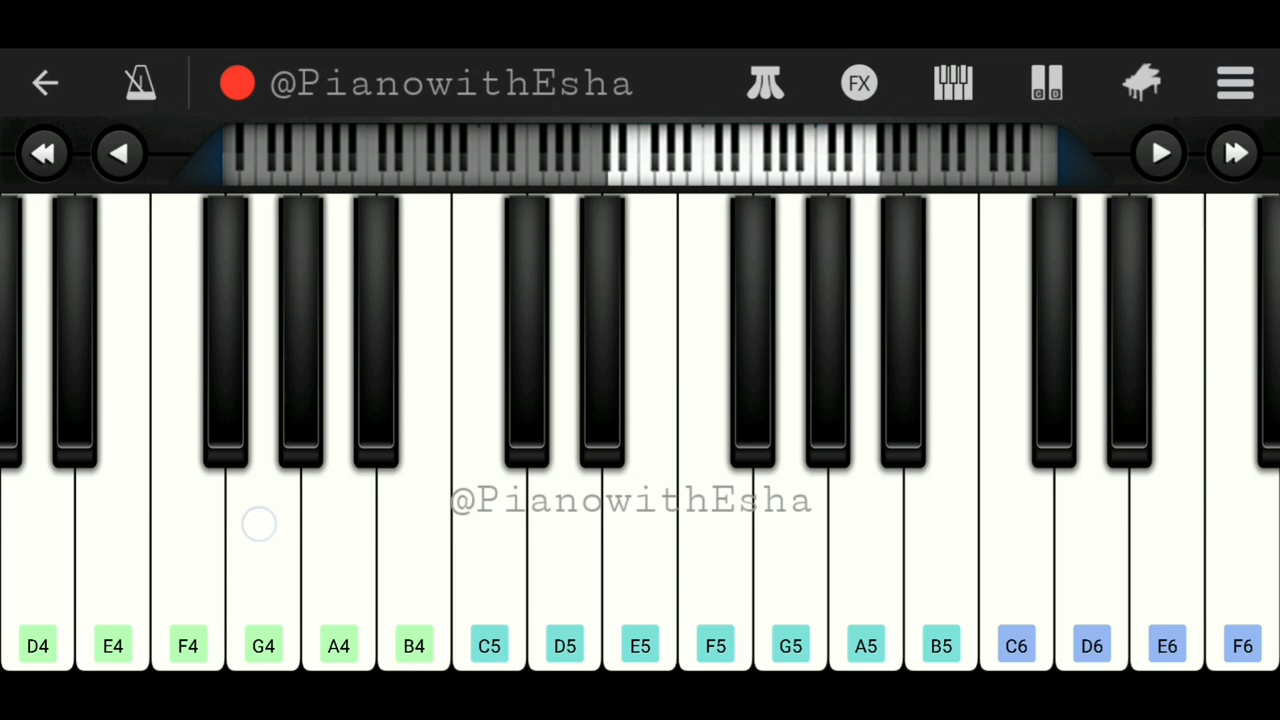 @PianowithEsha
FX
C D
@PianowithEsha
D4 E4 F4 G4 A4 B4 C5 D5 E5 F5 G5 A5 B5 C6 D6 E6 F6